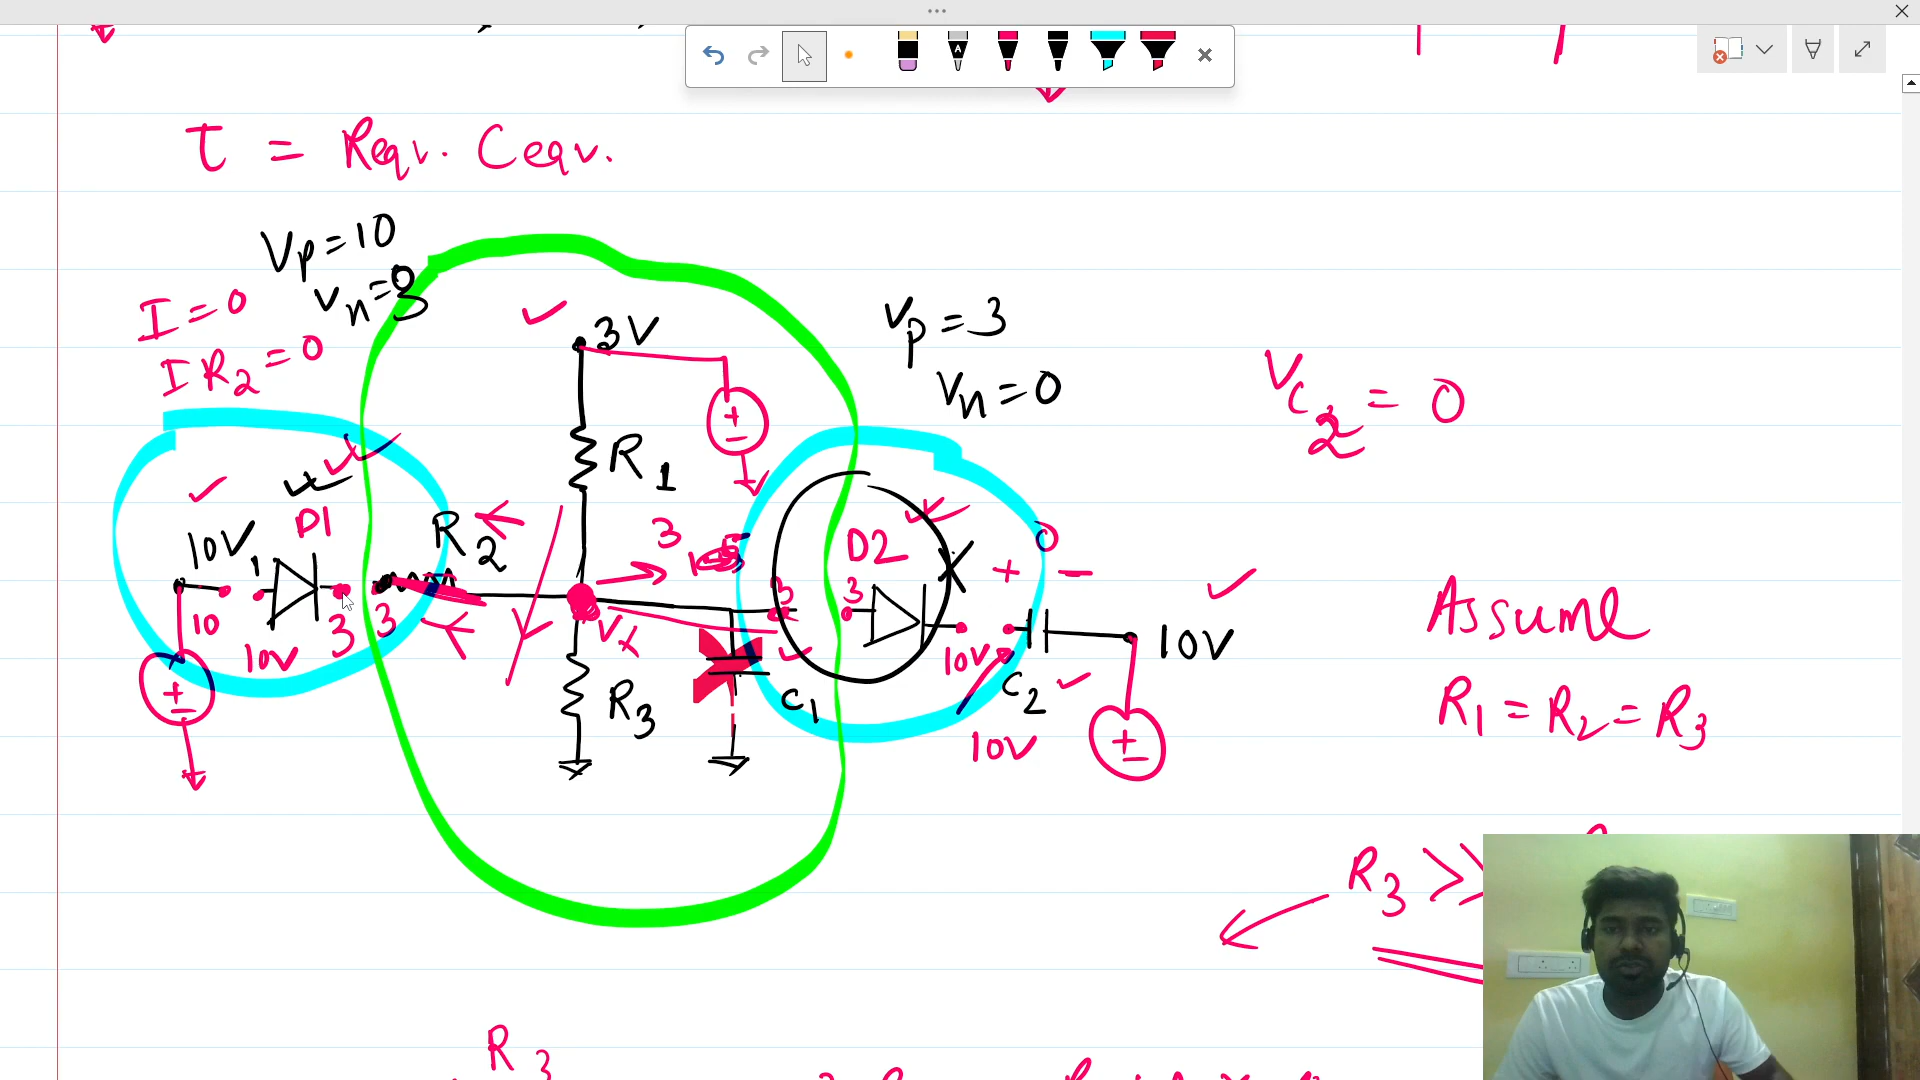 τ = Reqv. Ceqv.
Vp=10
Vn=0
3
I=0
IR2=0
3V
Vp=3
Vn=0
Vc2=0
R1
10V
D1
R2
3
D2
0
+ -
10
10V
3
3
Vx
3
10V
C1
C2
10V
10V
R3
+
-
+
-
+
-
Assume
R1=R2=R3
R3 >>
R3